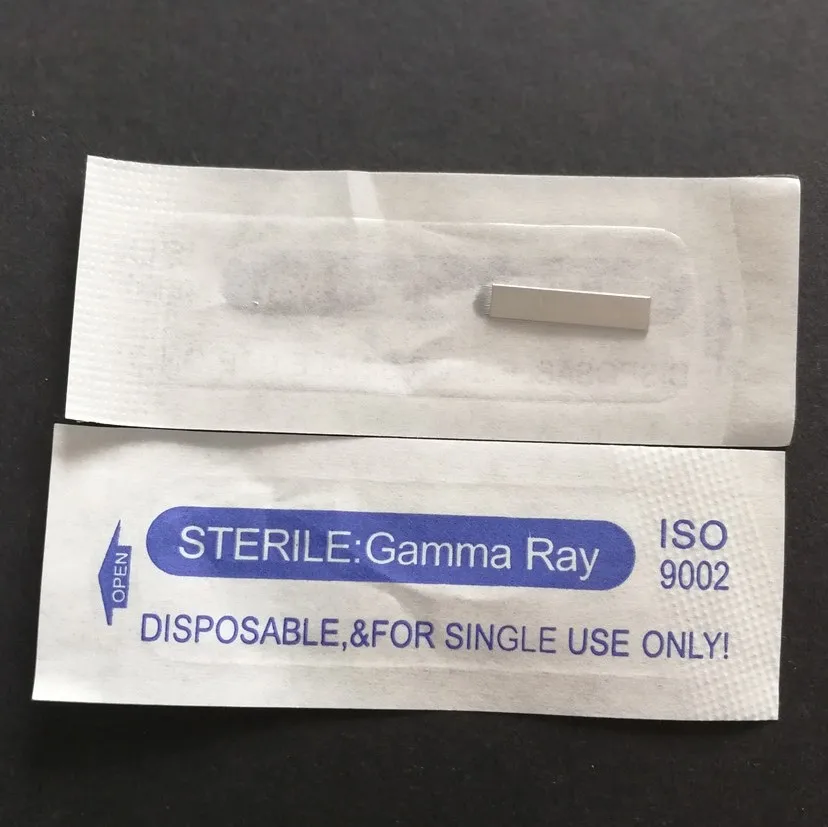 STERILE:Gamma Ray
ISO
9002
OPEN
DISPOSABLE,&FOR SINGLE USE ONLY!